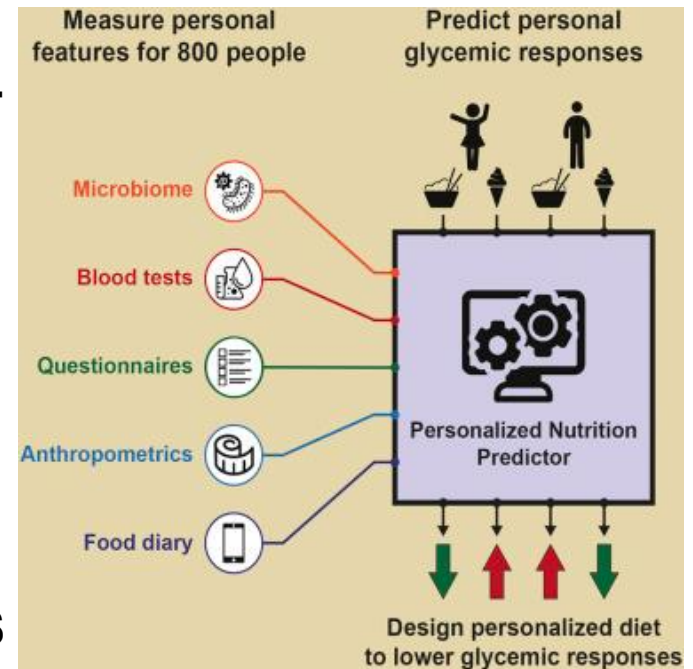 Measure personal
features for 800 people
Predict personal
glycemic responses
Microbiome
Blood tests
Questionnaires
Anthropometrics
Food diary
Personalized Nutrition
Predictor
Design personalized diet
to lower glycemic responses